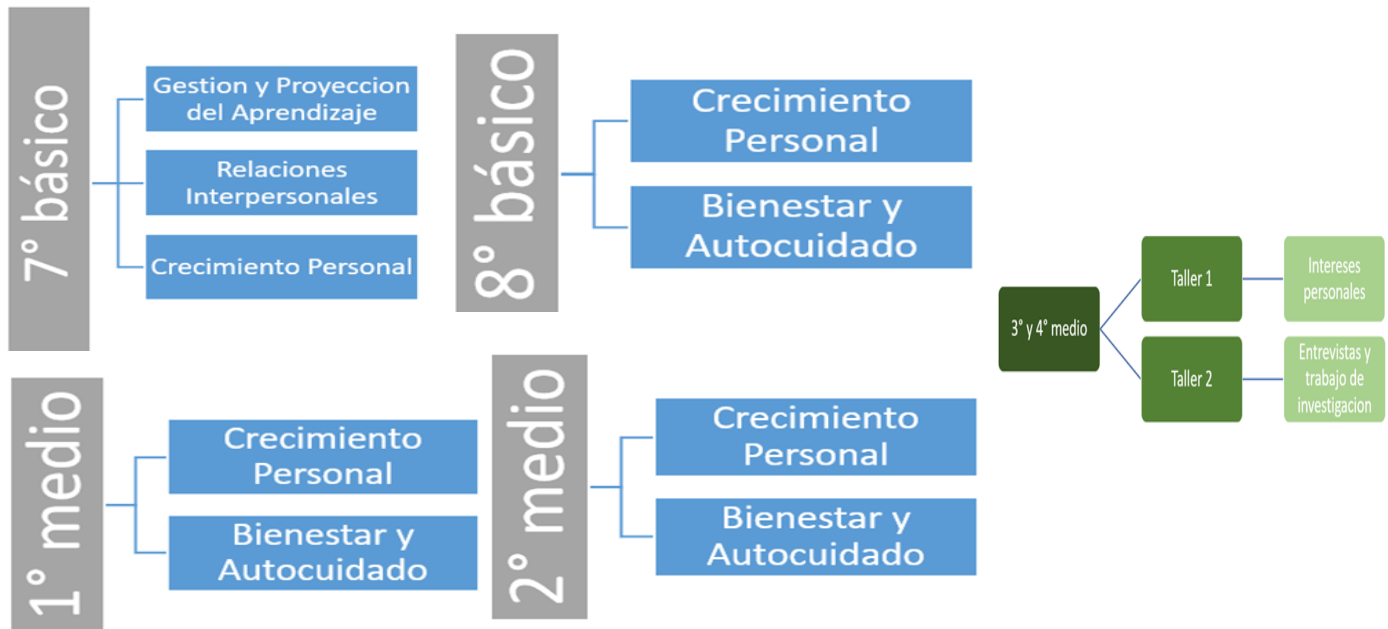 7° básico
Gestion y Proyeccion
del Aprendizaje
Relaciones
Interpersonales
Crecimiento Personal
8° básico
Crecimiento
Personal
Bienestar y
Autocuidado
1° medio
Crecimiento
Personal
Bienestar y
Autocuidado
2° medio
Crecimiento
Personal
Bienestar y
Autocuidado
3° y 4° medio
Taller 1
Intereses
personales
Taller 2
Entrevistas y
trabajo de
investigacion